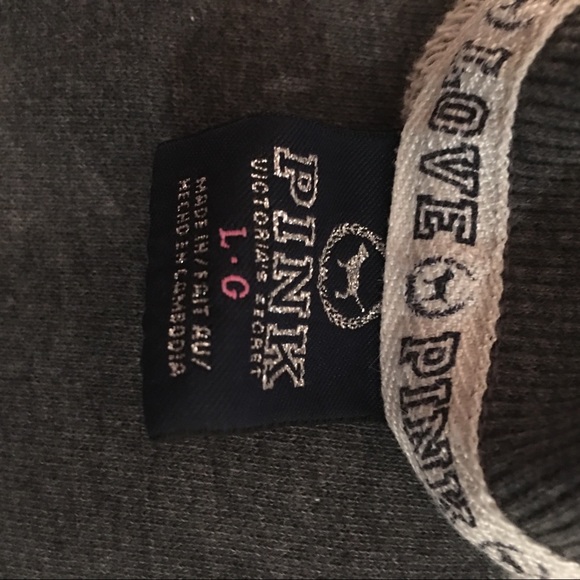 LOVE PINK
PINK
VICTORIA'S SECRET
L·G
MADE IN/FAIT AU/
HECHO EN CAMBODIA